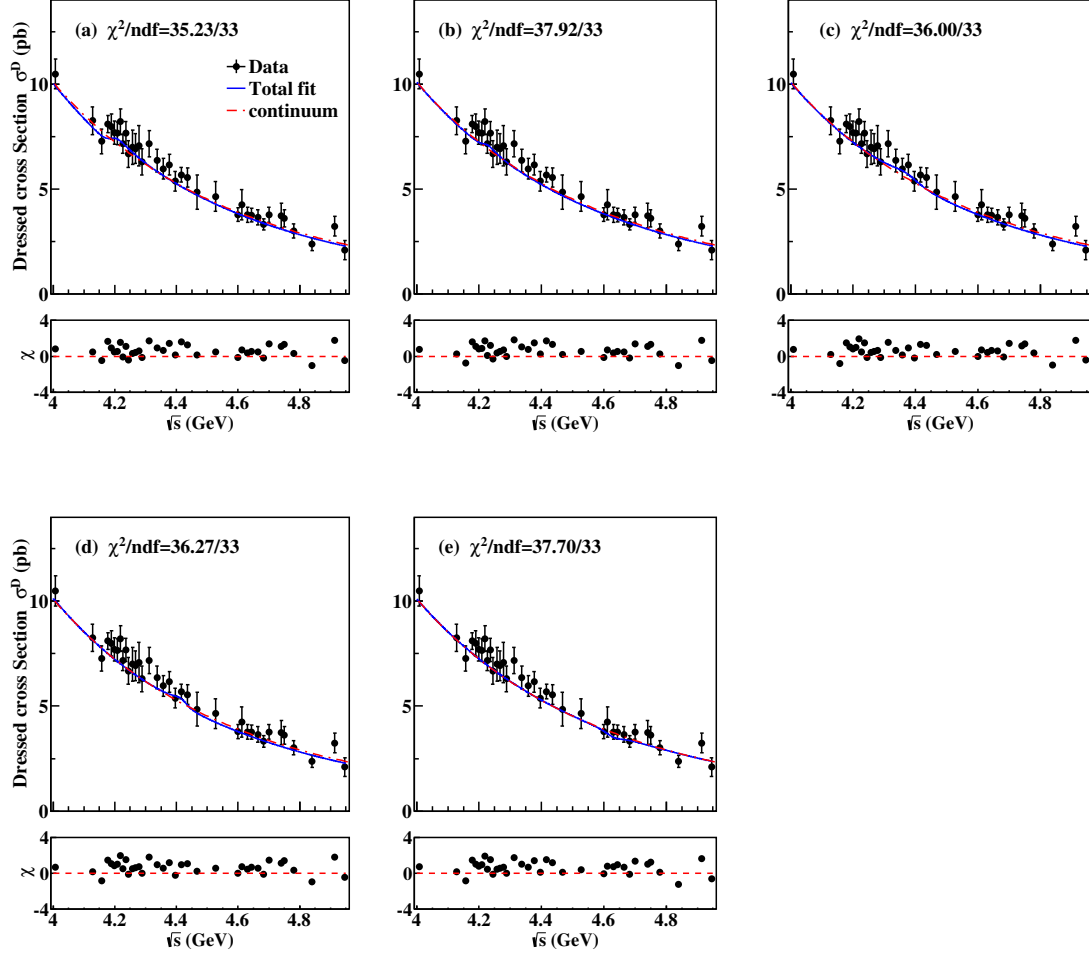 Dressed cross Section σ^D (pb)
(a) χ²/ndf=35.23/33
Data
Total fit
continuum
10
5
0
4
χ 0
-4
4 4.2 4.4 4.6 4.8
√s (GeV)
(b) χ²/ndf=37.92/33
10
5
0
4
0
-4
4 4.2 4.4 4.6 4.8
√s (GeV)
(c) χ²/ndf=36.00/33
10
5
0
4
0
-4
4 4.2 4.4 4.6 4.8
√s (GeV)
Dressed cross Section σ^D (pb)
(d) χ²/ndf=36.27/33
10
5
0
4
χ 0
-4
4 4.2 4.4 4.6 4.8
√s (GeV)
(e) χ²/ndf=37.70/33
10
5
0
4
0
-4
4 4.2 4.4 4.6 4.8
√s (GeV)